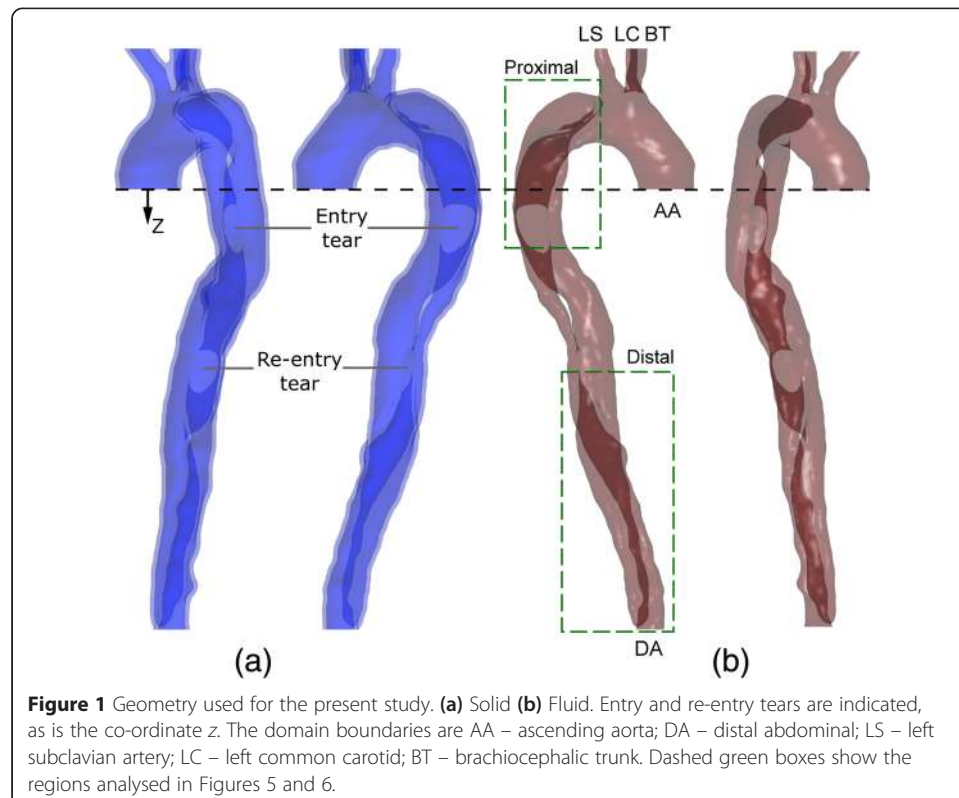 LS LC BT
Proximal
Z
Entry
tear
AA
Re-entry
tear
Distal
DA
(a)
(b)
Figure 1 Geometry used for the present study. (a) Solid (b) Fluid. Entry and re-entry tears are indicated,
as is the co-ordinate z. The domain boundaries are AA – ascending aorta; DA – distal abdominal; LS – left
subclavian artery; LC – left common carotid; BT – brachiocephalic trunk. Dashed green boxes show the
regions analysed in Figures 5 and 6.